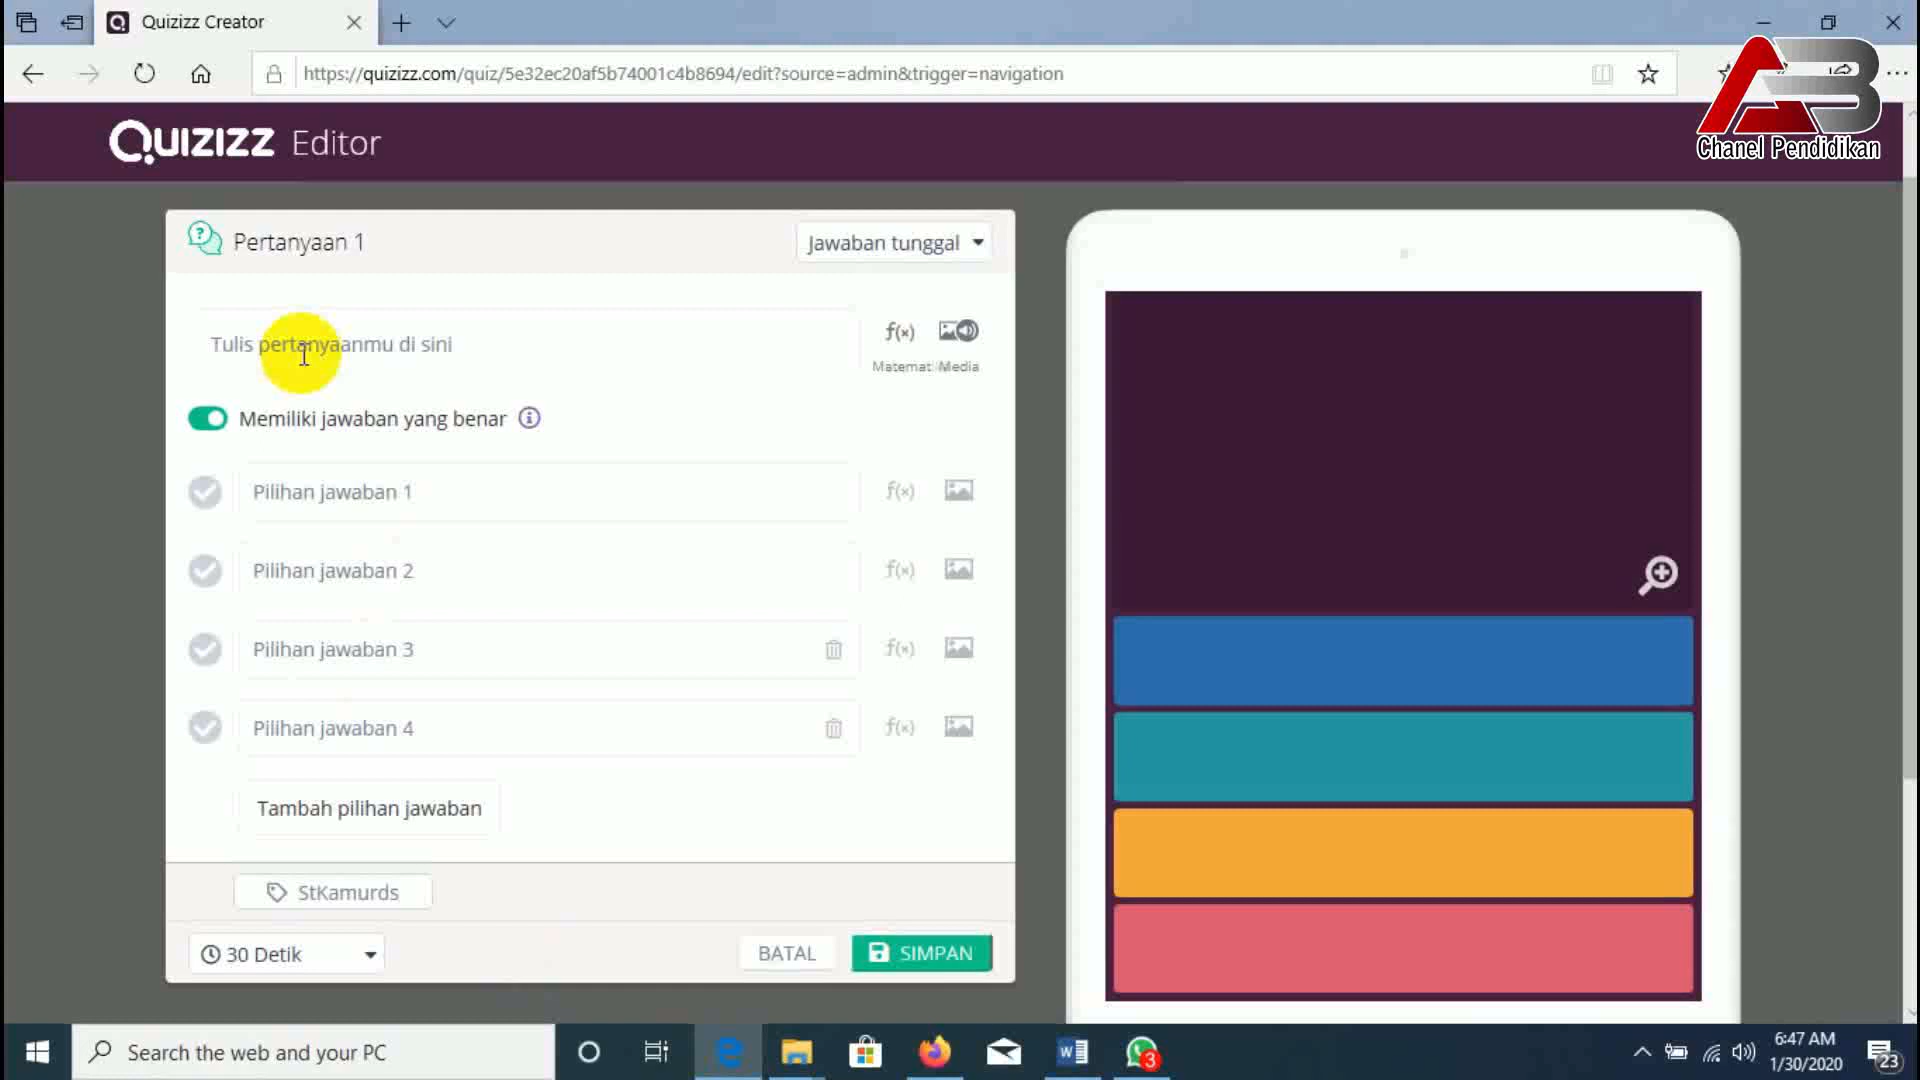 Quizizz Creator
https://quizizz.com/quiz/5e32ec20af5b74001c4b8694/edit?source=admin&trigger=navigation
AB
Chanel Pendidikan
QUIZIZZ Editor
Pertanyaan 1
Jawaban tunggal
Tulis pertanyaanmu di sini
f(x)
Matemat
Media
Memiliki jawaban yang benar
Pilihan jawaban 1
f(x)
Pilihan jawaban 2
f(x)
Pilihan jawaban 3
f(x)
Pilihan jawaban 4
f(x)
Tambah pilihan jawaban
StKamurds
30 Detik
BATAL
SIMPAN
Search the web and your PC
3
6:47 AM
1/30/2020
23